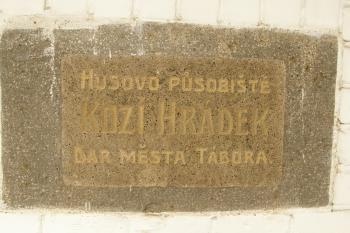 Husovo působiště
Kozí Hrádek
Dar města Tábora.